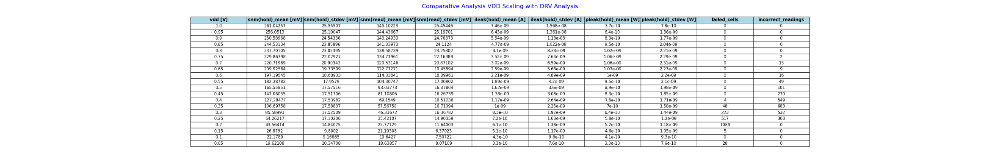 Comparative Analysis VDD Scaling with DRV Analysis
vdd [V] snm(hold)_mean [mV] snm(hold)_stdev [mV] snm(read)_mean [mV] snm(read)_stdev [mV] ileak(hold)_mean [A] ileak(hold)_stdev [A] pleak(hold)_mean [W] pleak(hold)_stdev [W] failed_cells incorrect_readings
1.0 261.04257 25.55507 145.10223 25.45446 7.46e-09 1.568e-08 3.7e-10 7.8e-10 0 0
0.95 256.0513 25.10047 144.43667 25.19701 6.43e-09 1.361e-08 6.4e-10 1.36e-09 0 0
0.9 250.58968 24.54336 143.24933 24.76373 5.54e-09 1.18e-08 8.3e-10 1.77e-09 0 0
0.85 244.53134 23.85896 141.33973 24.1124 4.77e-09 1.022e-08 9.5e-10 2.04e-09 0 0
0.8 237.70105 23.02395 138.58739 23.25802 4.1e-09 8.84e-09 1.02e-09 2.21e-09 0 0
0.75 229.86398 22.02927 134.71961 22.16388 3.52e-09 7.64e-09 1.06e-09 2.29e-09 0 2
0.7 220.71969 20.90343 129.53146 20.87102 3.02e-09 6.59e-09 1.06e-09 2.31e-09 0 13
0.65 209.92564 19.73509 122.77271 19.45894 2.59e-09 5.68e-09 1.03e-09 2.27e-09 0 9
0.6 197.19545 18.68933 114.33841 18.09961 2.21e-09 4.89e-09 1e-09 2.2e-09 0 16
0.55 182.38782 17.9579 104.30747 17.00802 1.89e-09 4.2e-09 9.5e-10 2.1e-09 0 49
0.5 165.55851 17.57516 93.03773 16.37804 1.62e-09 3.6e-09 8.9e-10 1.98e-09 0 101
0.45 147.06055 17.51706 81.10806 16.26739 1.38e-09 3.08e-09 8.3e-10 1.85e-09 0 270
0.4 127.28477 17.53982 69.1549 16.51236 1.17e-09 2.64e-09 7.6e-10 1.71e-09 4 549
0.35 106.69758 17.58807 57.56758 16.71094 1e-09 2.25e-09 7e-10 1.58e-09 48 683
0.3 85.58993 17.52509 46.33672 16.36782 8.5e-10 1.92e-09 6.4e-10 1.44e-09 223 532
0.25 64.26217 17.10206 35.42107 14.90359 7.2e-10 1.63e-09 5.8e-10 1.3e-09 517 303
0.2 43.56414 14.84075 25.77129 11.64003 6.1e-10 1.38e-09 5.2e-10 1.18e-09 1089 0
0.15 26.8792 9.8002 21.19308 6.37025 5.1e-10 1.17e-09 4.6e-10 1.05e-09 5 0
0.1 22.1789 9.16865 19.6427 7.50722 4.3e-10 9.8e-10 4.1e-10 9.3e-10 0 0
0.05 19.62108 10.34708 18.63857 8.07109 3.3e-10 7.6e-10 3.3e-10 7.6e-10 28 0